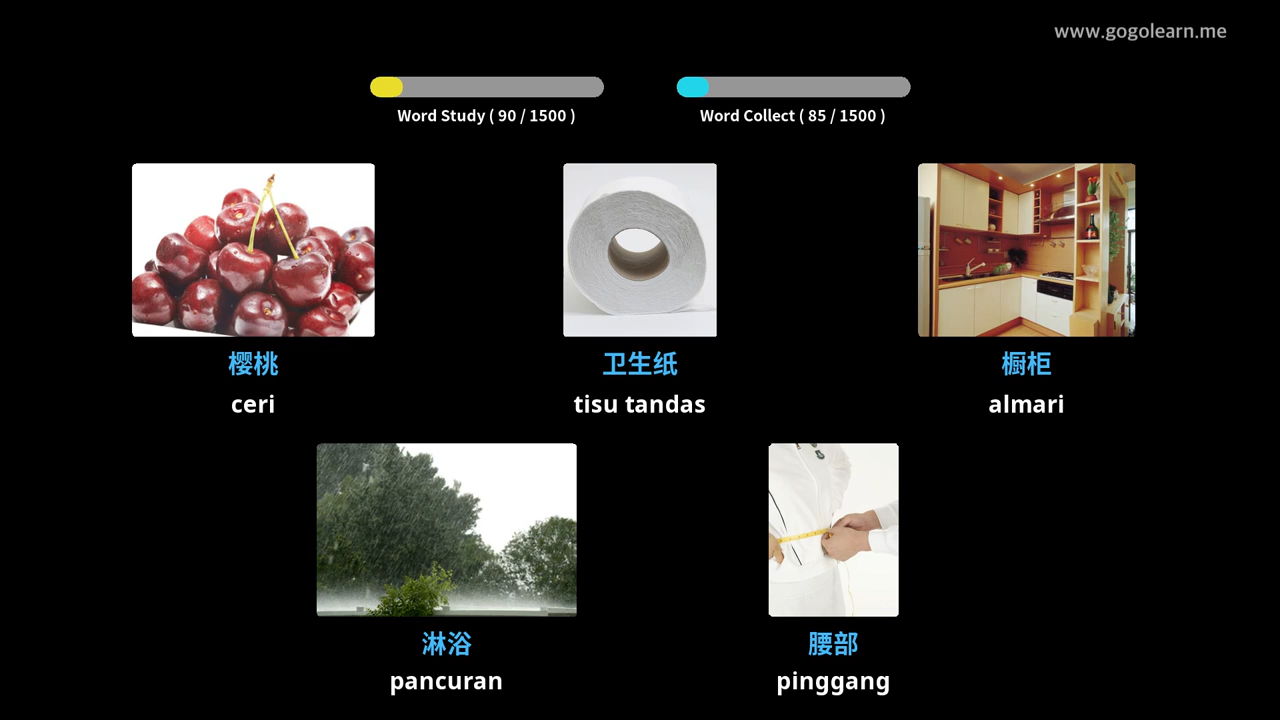 www.gogolearn.me
Word Study ( 90 / 1500 )
Word Collect ( 85 / 1500 )
樱桃
卫生纸
橱柜
ceri
tisu tandas
almari
淋浴
腰部
pancuran
pinggang